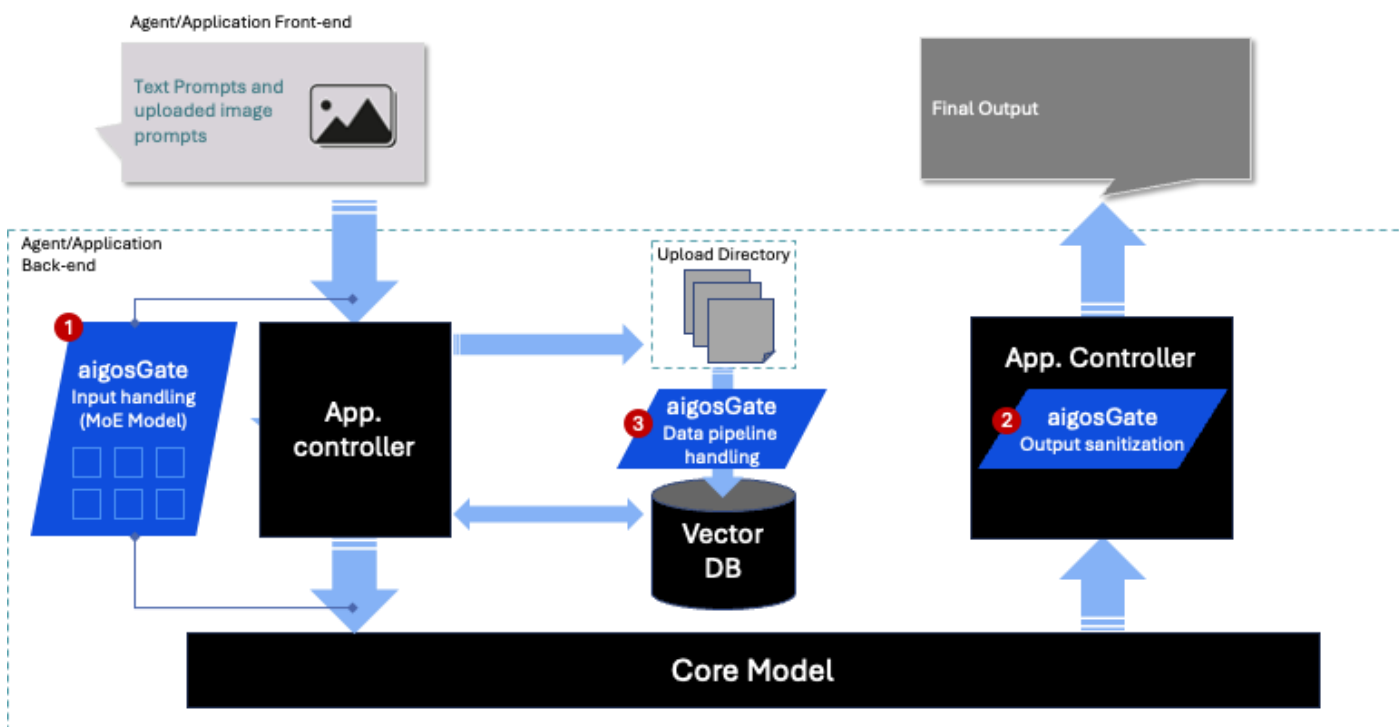 Agent/Application Front-end
Text Prompts and
uploaded image
prompts
Final Output
Agent/Application
Back-end
Upload Directory
1
aigosGate
Input handling
(MoE Model)
App.
controller
3
aigosGate
Data pipeline
handling
Vector
DB
App. Controller
2
aigosGate
Output sanitization
Core Model